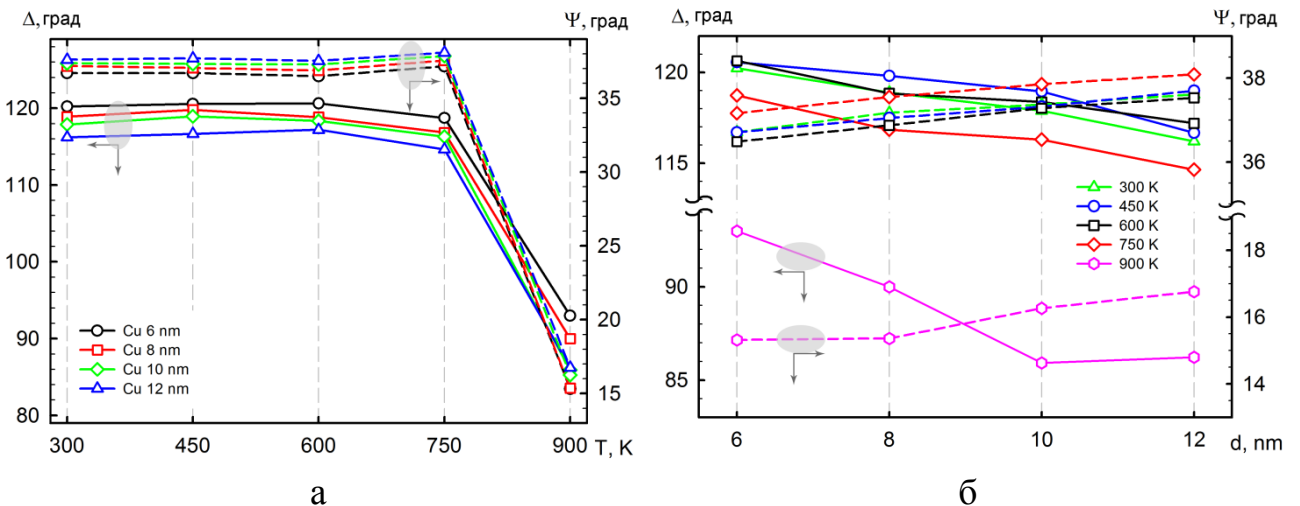 Δ, град
Ψ, град
120
110
100
90
80
35
30
25
20
15
Cu 6 nm
Cu 8 nm
Cu 10 nm
Cu 12 nm
300 450 600 750 900 T, K
а
Δ, град
Ψ, град
120
115
90
85
38
36
18
16
14
300 K
450 K
600 K
750 K
900 K
6 8 10 12 d, nm
б